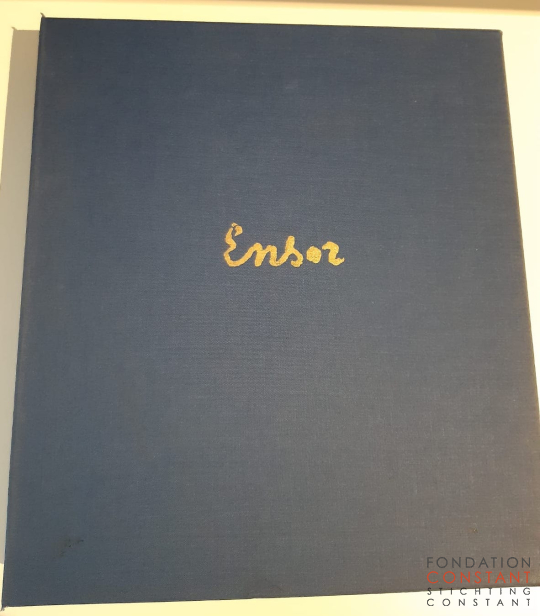 Ensor
FONDATION
CONSTANT
STICHTING
CONSTANT